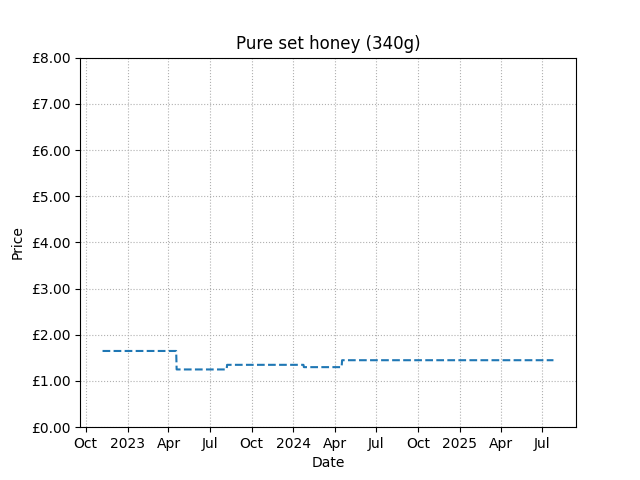 Pure set honey (340g)
£8.00
£7.00
£6.00
£5.00
£4.00
£3.00
£2.00
£1.00
£0.00
Price
Oct 2023 Apr Jul Oct 2024 Apr Jul Oct 2025 Apr Jul
Date